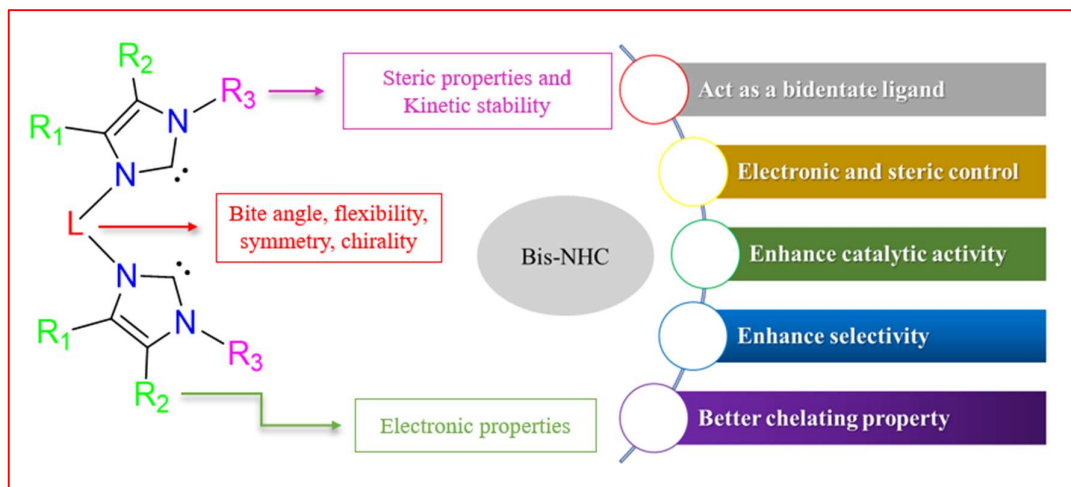 R2
R3
R1
N
N
L
N
N
R1
R3
R2
Steric properties and
Kinetic stability
Bite angle, flexibility,
symmetry, chirality
Electronic properties
Bis-NHC
Act as a bidentate ligand
Electronic and steric control
Enhance catalytic activity
Enhance selectivity
Better chelating property